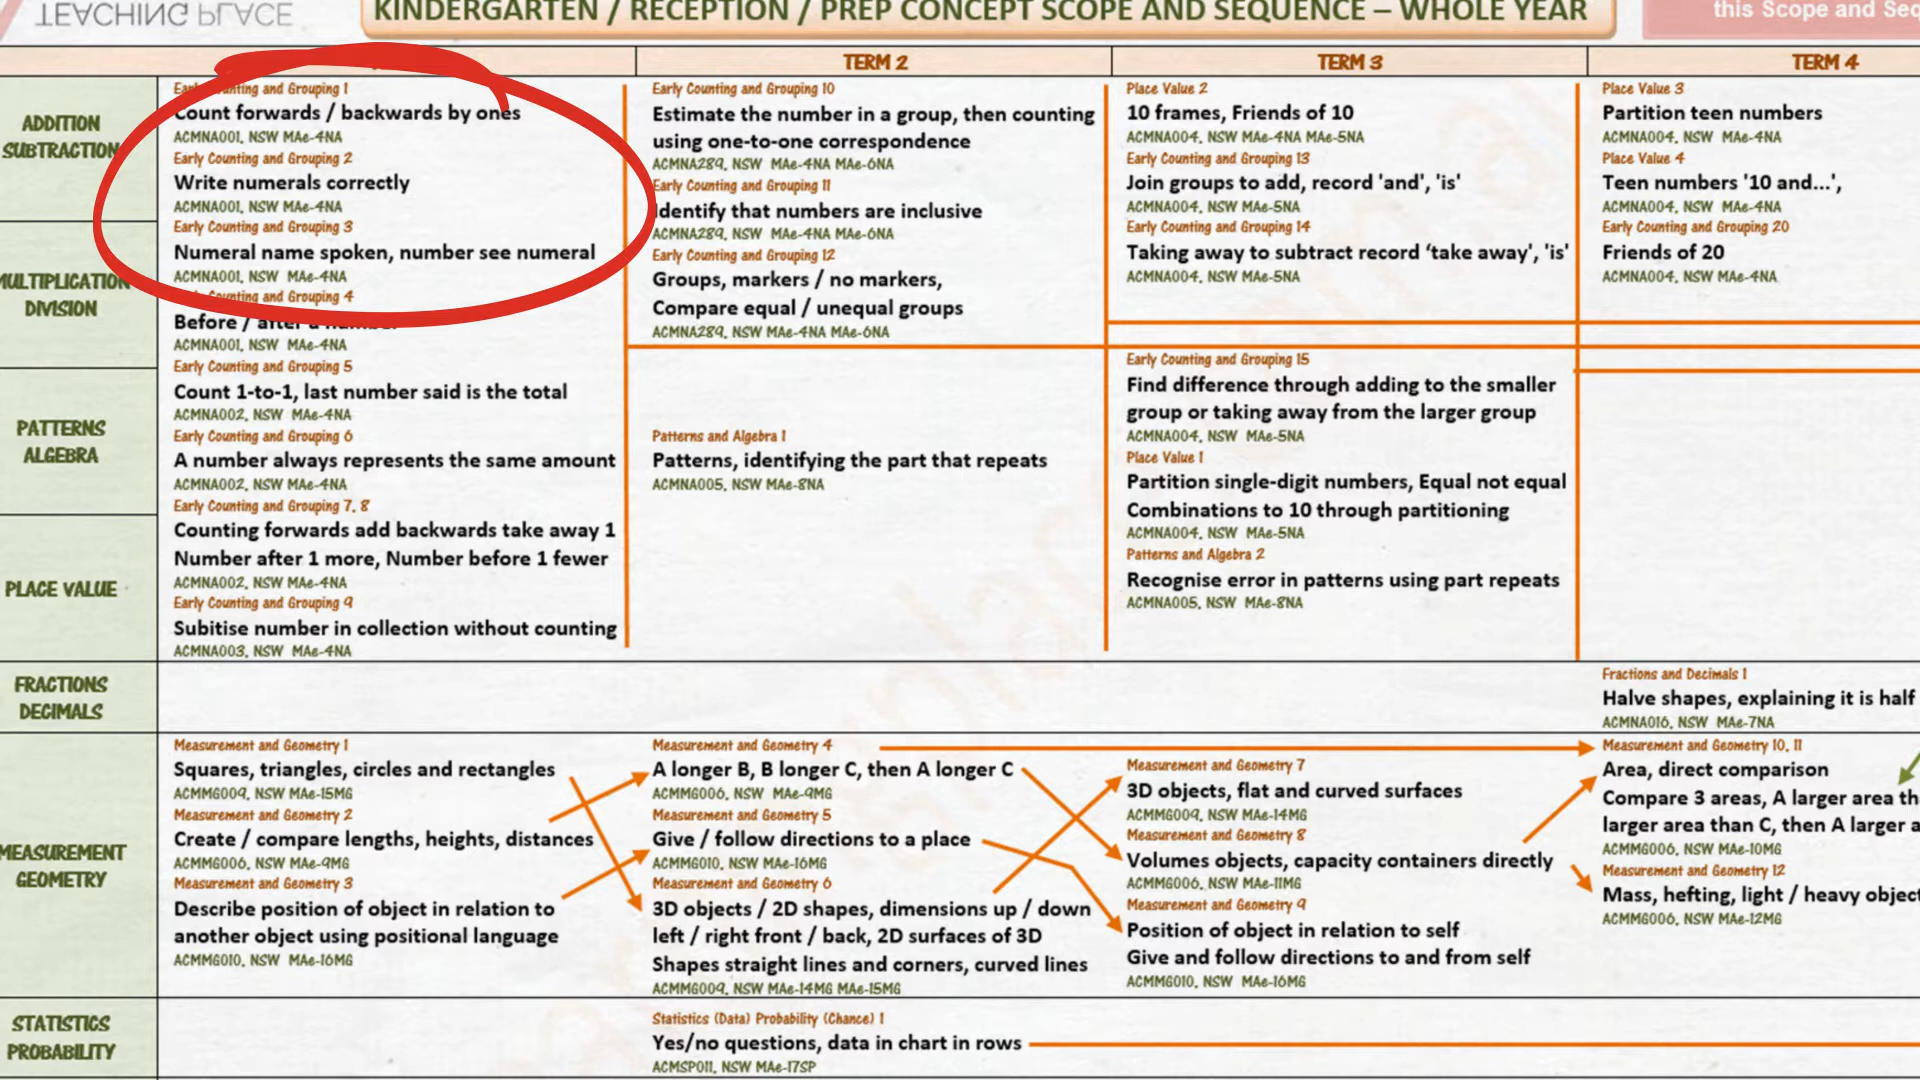 TEACHING PLACE
KINDERGARTEN / RECEPTION / PREP CONCEPT SCOPE AND SEQUENCE – WHOLE YEAR
this Scope and Seq
TERM 2
TERM 3
TERM 4
ADDITION
SUBTRACTION
MULTIPLICATION
DIVISION
PATTERNS
ALGEBRA
PLACE VALUE
Early Counting and Grouping 1
Count forwards / backwards by ones
ACMNA001, NSW MAe-4NA
Early Counting and Grouping 2
Write numerals correctly
ACMNA001, NSW MAe-4NA
Early Counting and Grouping 3
Numeral name spoken, number see numeral
ACMNA001, NSW MAe-4NA
Counting and Grouping 4
Before / after a number
ACMNA001, NSW MAe-4NA
Early Counting and Grouping 5
Count 1-to-1, last number said is the total
ACMNA002, NSW MAe-4NA
Early Counting and Grouping 6
A number always represents the same amount
ACMNA002, NSW MAe-4NA
Early Counting and Grouping 7, 8
Counting forwards add backwards take away 1
Number after 1 more, Number before 1 fewer
ACMNA002, NSW MAe-4NA
Early Counting and Grouping 9
Subitise number in collection without counting
ACMNA003, NSW MAe-4NA
Early Counting and Grouping 10
Estimate the number in a group, then counting
using one-to-one correspondence
ACMNA289, NSW MAe-4NA MAe-6NA
Early Counting and Grouping 11
Identify that numbers are inclusive
ACMNA289, NSW MAe-4NA MAe-6NA
Early Counting and Grouping 12
Groups, markers / no markers,
Compare equal / unequal groups
ACMNA289, NSW MAe-4NA MAe-6NA
Patterns and Algebra 1
Patterns, identifying the part that repeats
ACMNA005, NSW MAe-8NA
Place Value 2
10 frames, Friends of 10
ACMNA004, NSW MAe-4NA MAe-5NA
Early Counting and Grouping 13
Join groups to add, record 'and', 'is'
ACMNA004, NSW MAe-5NA
Early Counting and Grouping 14
Taking away to subtract record ‘take away’, 'is'
ACMNA004, NSW MAe-5NA
Early Counting and Grouping 15
Find difference through adding to the smaller
group or taking away from the larger group
ACMNA004, NSW MAe-5NA
Place Value 1
Partition single-digit numbers, Equal not equal
Combinations to 10 through partitioning
ACMNA004, NSW MAe-5NA
Patterns and Algebra 2
Recognise error in patterns using part repeats
ACMNA005, NSW MAe-8NA
Place Value 3
Partition teen numbers
ACMNA004, NSW MAe-4NA
Place Value 4
Teen numbers '10 and...',
ACMNA004, NSW MAe-4NA
Early Counting and Grouping 20
Friends of 20
ACMNA004, NSW MAe-4NA
FRACTIONS
DECIMALS
Fractions and Decimals 1
Halve shapes, explaining it is half
ACMNA016, NSW MAe-7NA
MEASUREMENT
GEOMETRY
Measurement and Geometry 1
Squares, triangles, circles and rectangles
ACMMG009, NSW MAe-15MG
Measurement and Geometry 2
Create / compare lengths, heights, distances
ACMMG006, NSW MAe-9MG
Measurement and Geometry 3
Describe position of object in relation to
another object using positional language
ACMMG010, NSW MAe-16MG
Measurement and Geometry 4
A longer B, B longer C, then A longer C
ACMMG006, NSW MAe-9MG
Measurement and Geometry 5
Give / follow directions to a place
ACMMG010, NSW MAe-16MG
Measurement and Geometry 6
3D objects / 2D shapes, dimensions up / down
left / right front / back, 2D surfaces of 3D
Shapes straight lines and corners, curved lines
ACMMG009, NSW MAe-14MG MAe-15MG
Measurement and Geometry 7
3D objects, flat and curved surfaces
ACMMG009, NSW MAe-14MG
Measurement and Geometry 8
Volumes objects, capacity containers directly
ACMMG006, NSW MAe-11MG
Measurement and Geometry 9
Position of object in relation to self
Give and follow directions to and from self
ACMMG010, NSW MAe-16MG
Measurement and Geometry 10, 11
Area, direct comparison
Compare 3 areas, A larger area th
larger area than C, then A larger a
ACMMG006, NSW MAe-10MG
Measurement and Geometry 12
Mass, hefting, light / heavy object
ACMMG006, NSW MAe-12MG
STATISTICS
PROBABILITY
Statistics (Data) Probability (Chance) 1
Yes/no questions, data in chart in rows
ACMSP011, NSW MAe-17SP